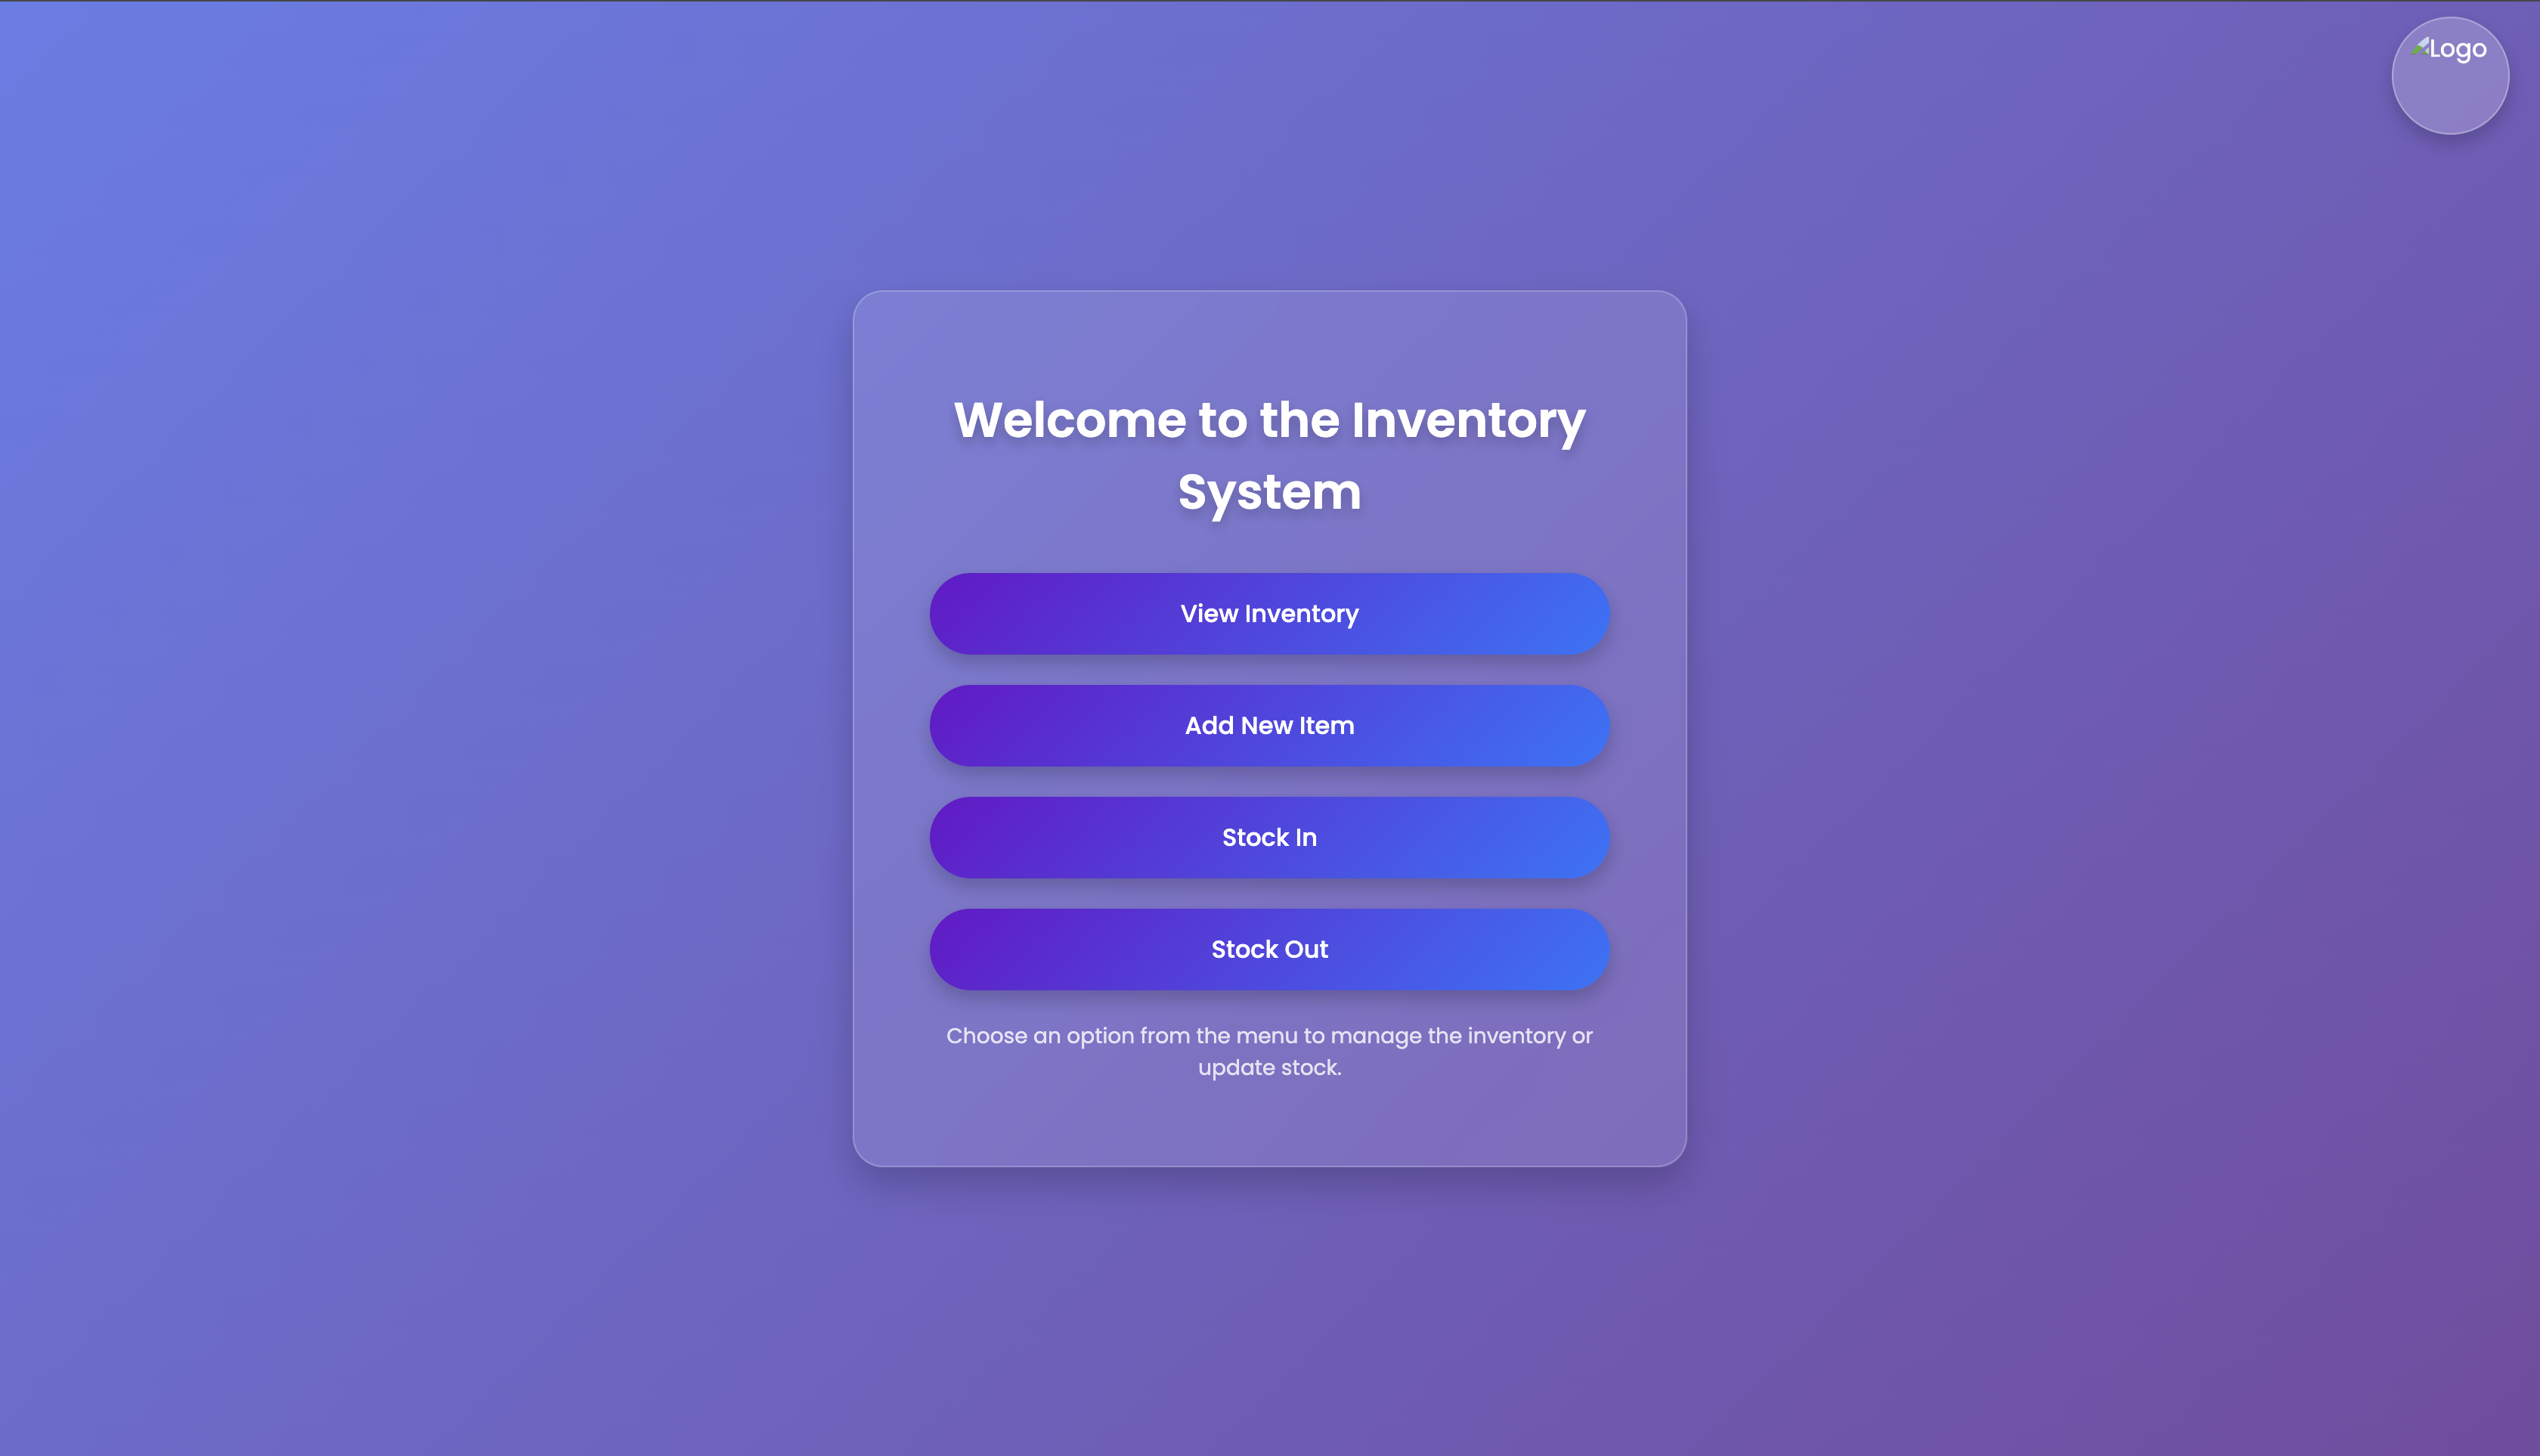 Logo
Welcome to the Inventory
System
View Inventory
Add New Item
Stock In
Stock Out
Choose an option from the menu to manage the inventory or
update stock.